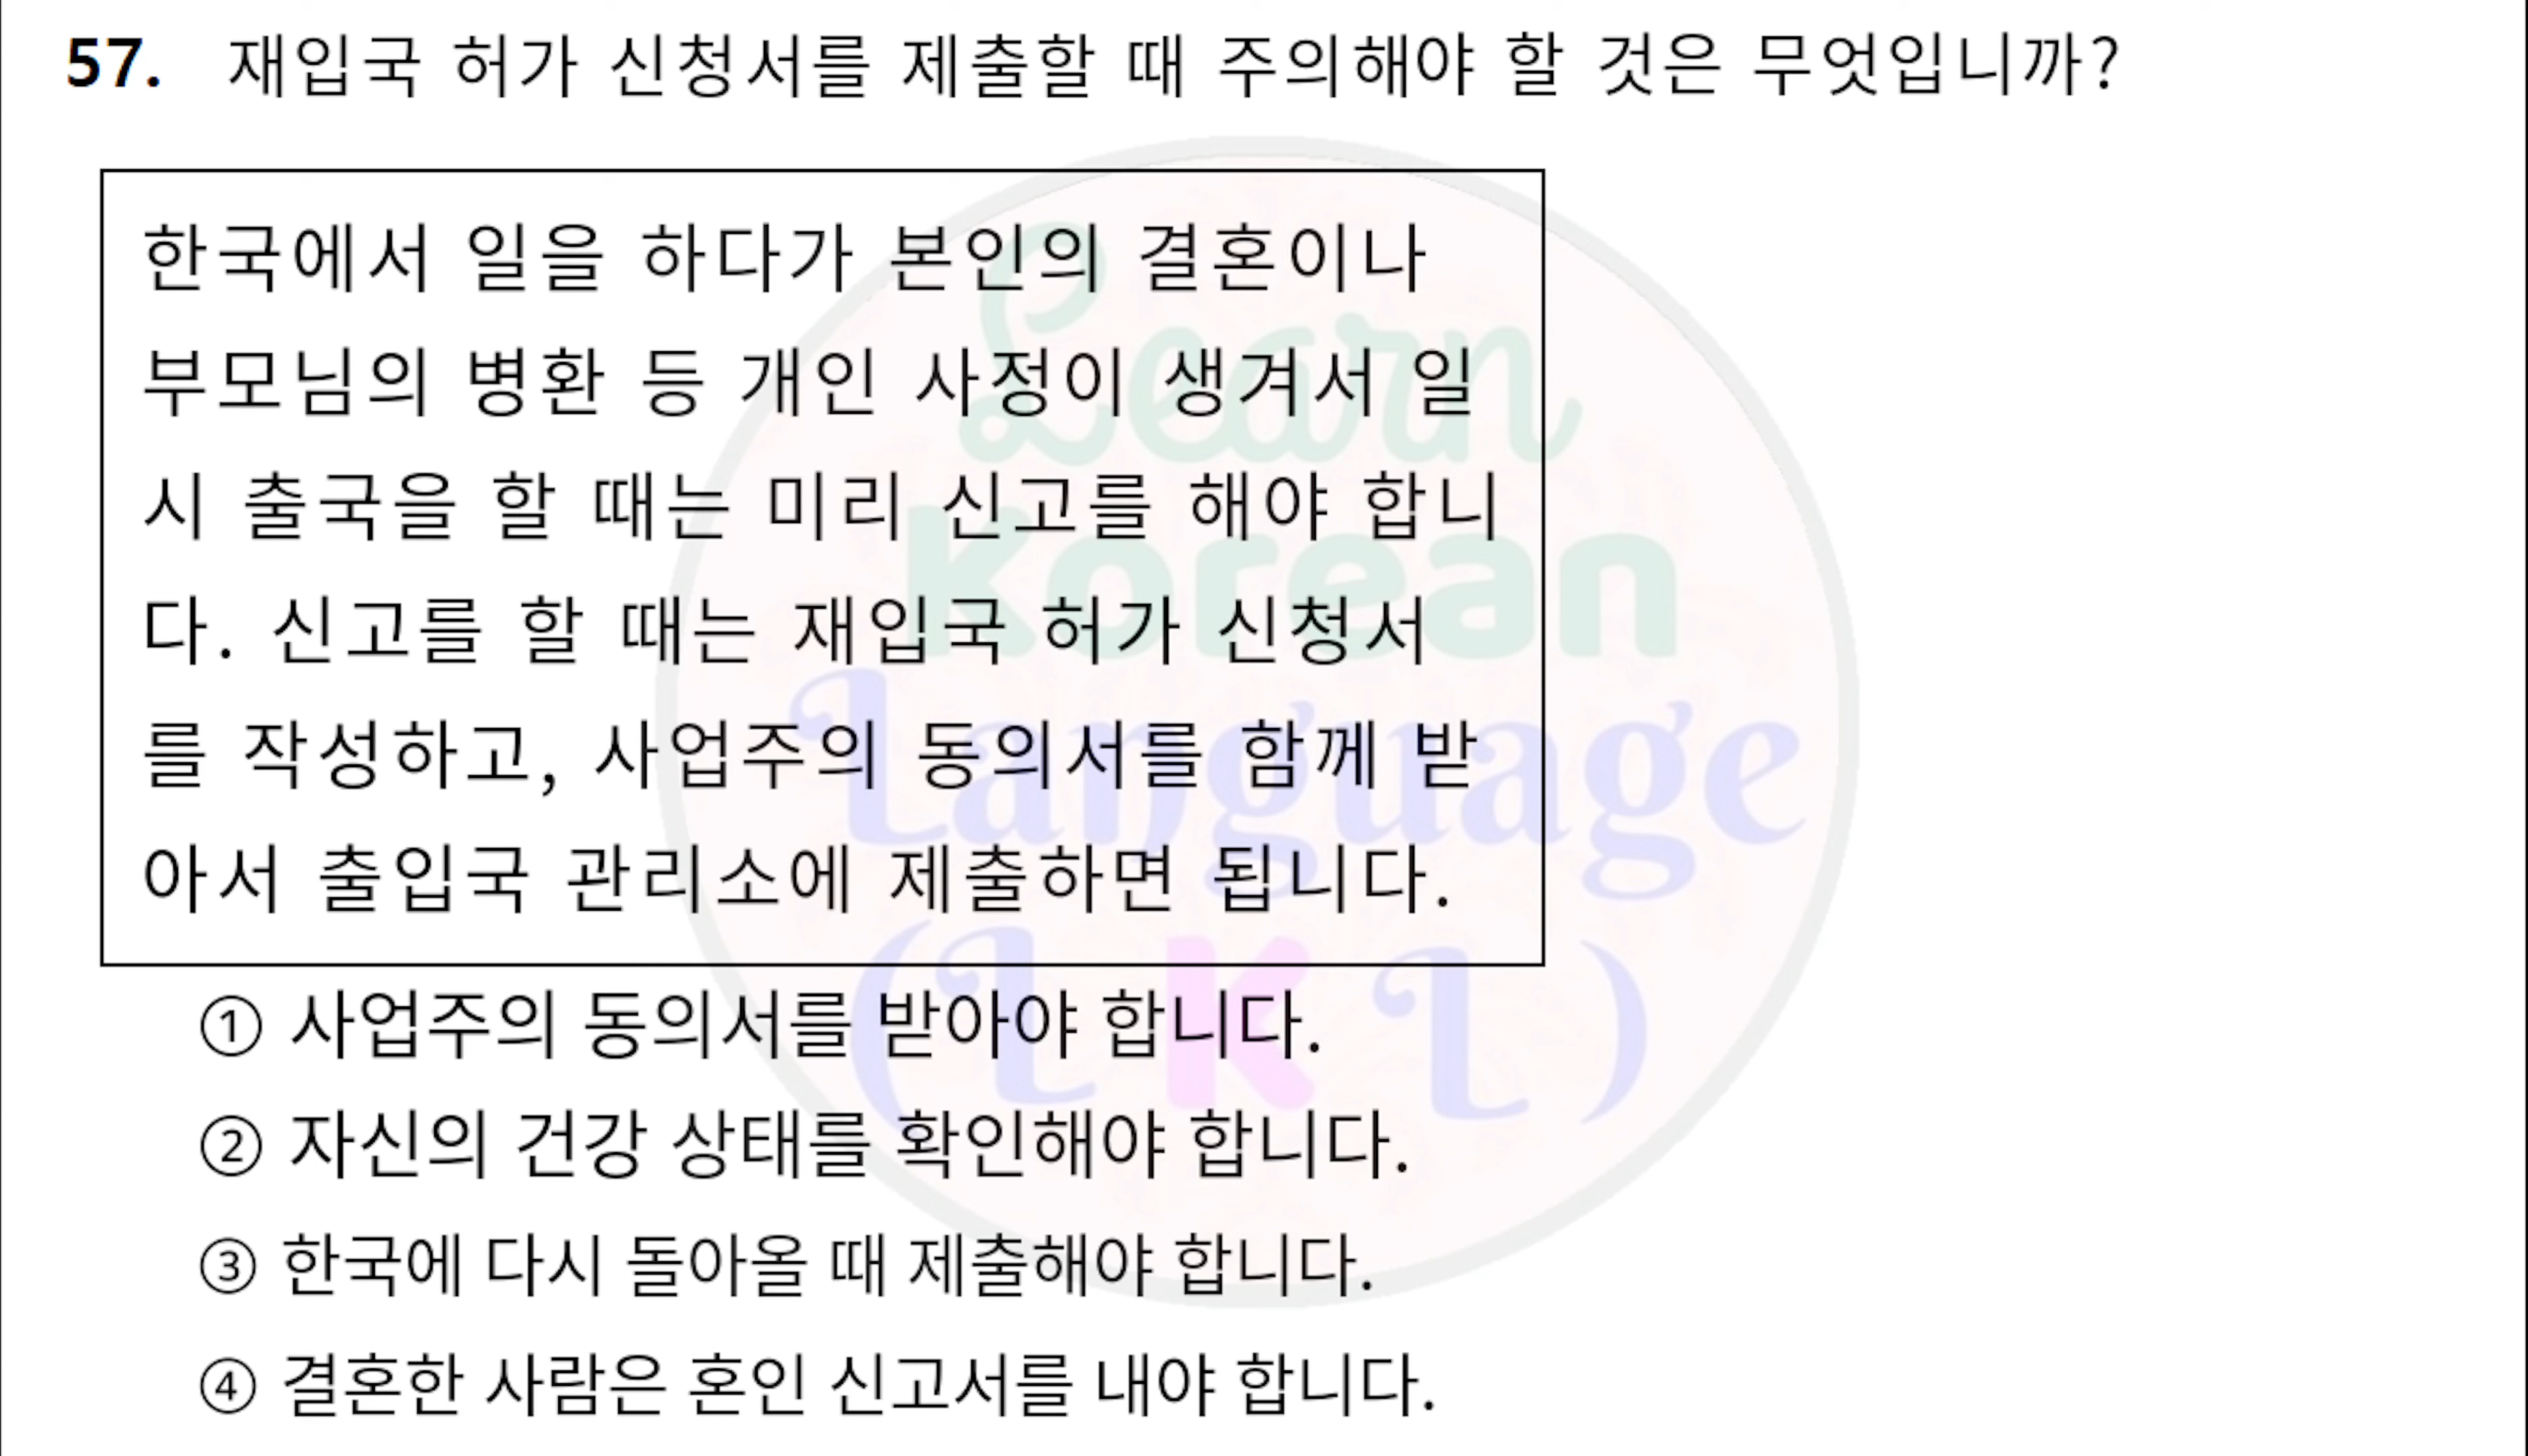 57. 재입국 허가 신청서를 제출할 때 주의해야 할 것은 무엇입니까?
한국에서 일을 하다가 본인의 결혼이나
부모님의 병환 등 개인 사정이 생겨서 일
시 출국을 할 때는 미리 신고를 해야 합니
다. 신고를 할 때는 재입국 허가 신청서
를 작성하고, 사업주의 동의서를 함께 받
아서 출입국 관리소에 제출하면 됩니다.
① 사업주의 동의서를 받아야 합니다.
② 자신의 건강 상태를 확인해야 합니다.
③ 한국에 다시 돌아올 때 제출해야 합니다.
④ 결혼한 사람은 혼인 신고서를 내야 합니다.
Learn
Korean
Language
(L K L)